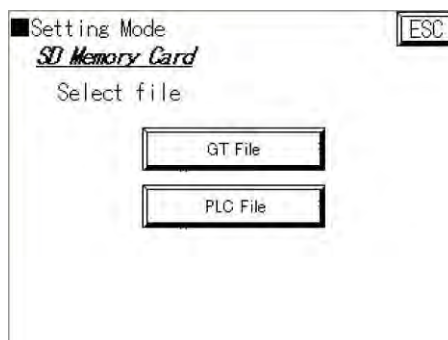 ■Setting Mode
ESC
SD Memory Card
Select file
GT File
PLC File